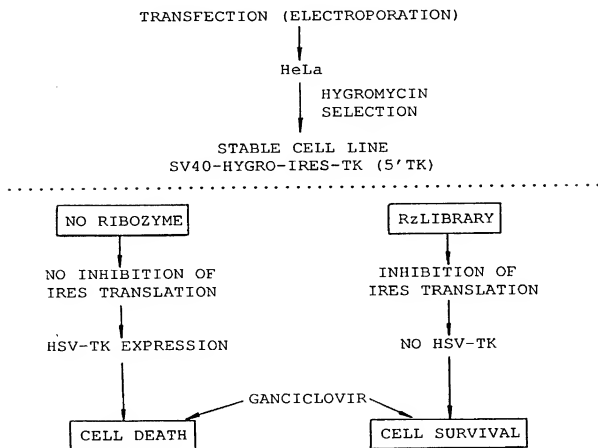 TRANSFECTION (ELECTROPORATION)
HeLa
HYGROMYCIN
SELECTION
STABLE CELL LINE
SV40-HYGRO-IRES-TK (5'TK)
NO RIBOZYME
RzLIBRARY
NO INHIBITION OF
IRES TRANSLATION
INHIBITION OF
IRES TRANSLATION
HSV-TK EXPRESSION
NO HSV-TK
GANCICLOVIR
CELL DEATH
CELL SURVIVAL